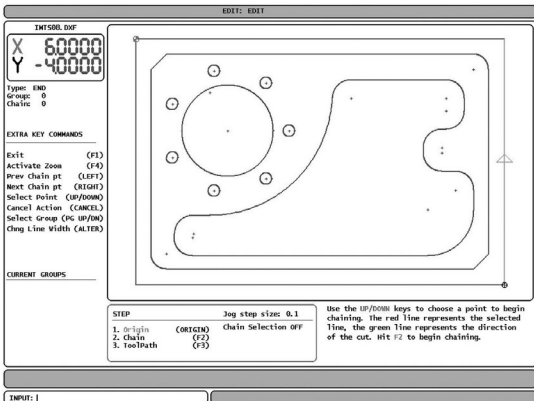 EDIT: EDIT
IMTS08.DXF
X 6.0000
Y -4.0000
Type: END
Group: 0
Chain: 0
EXTRA KEY COMMANDS
Exit (F1)
Activate Zoom (F4)
Prev Chain pt (LEFT)
Next Chain pt (RIGHT)
Select Point (UP/DOWN)
Cancel Action (CANCEL)
Select Group (PG UP/DN)
Chng Line Width (ALTER)
CURRENT GROUPS
STEP Jog step size: 0.1
1. Origin (ORIGIN) Chain Selection OFF
2. Chain (F2)
3. ToolPath (F3)
Use the UP/DOWN keys to choose a point to begin
chaining. The red line represents the selected
line, the green line represents the direction
of the cut. Hit F2 to begin chaining.
INPUT: